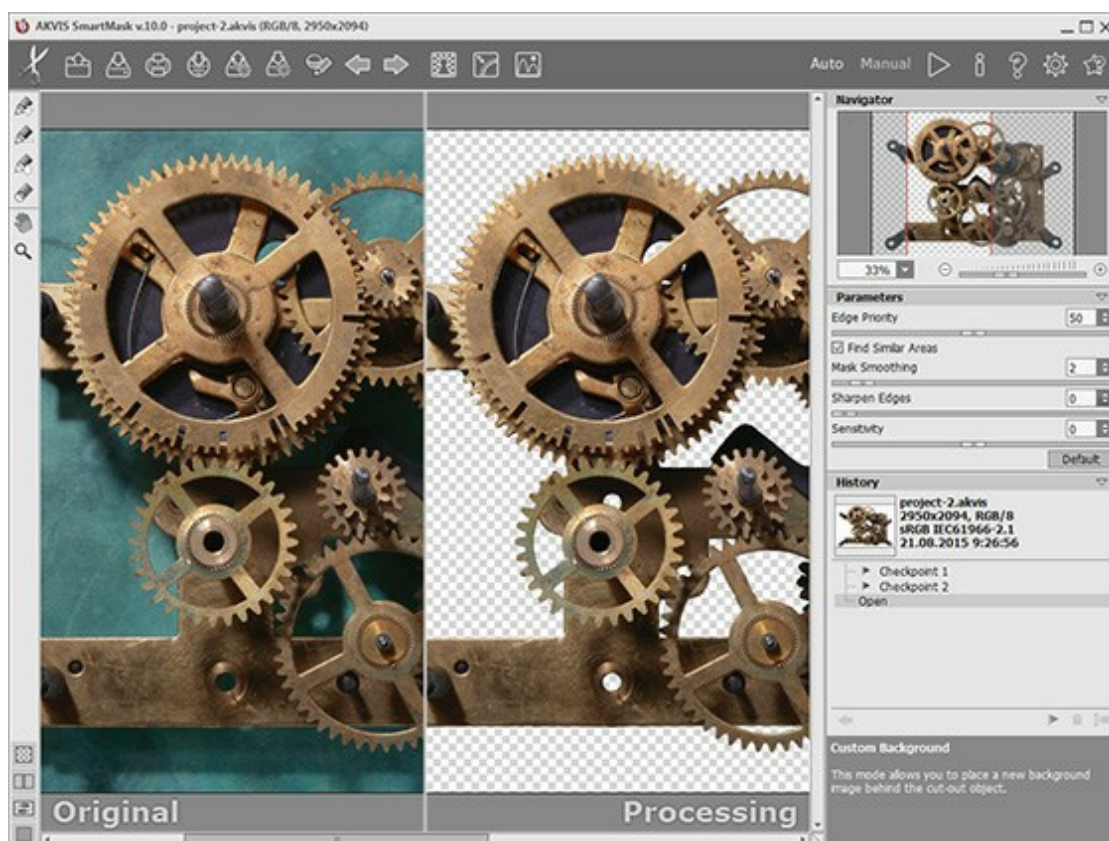 AKVIS SmartMask v.10.0 - project-2.akvis (RGB/8, 2950x2094)
Auto Manual
Navigator
33%
Parameters
Edge Priority 50
Find Similar Areas
Mask Smoothing 2
Sharpen Edges 0
Sensitivity 0
Default
History
project-2.akvis
2950x2094, RGB/8
sRGB IEC61966-2.1
21.08.2015 9:26:56
Checkpoint 1
Checkpoint 2
Open
Custom Background
This mode allows you to place a new background
image behind the cut-out object.
Original Processing